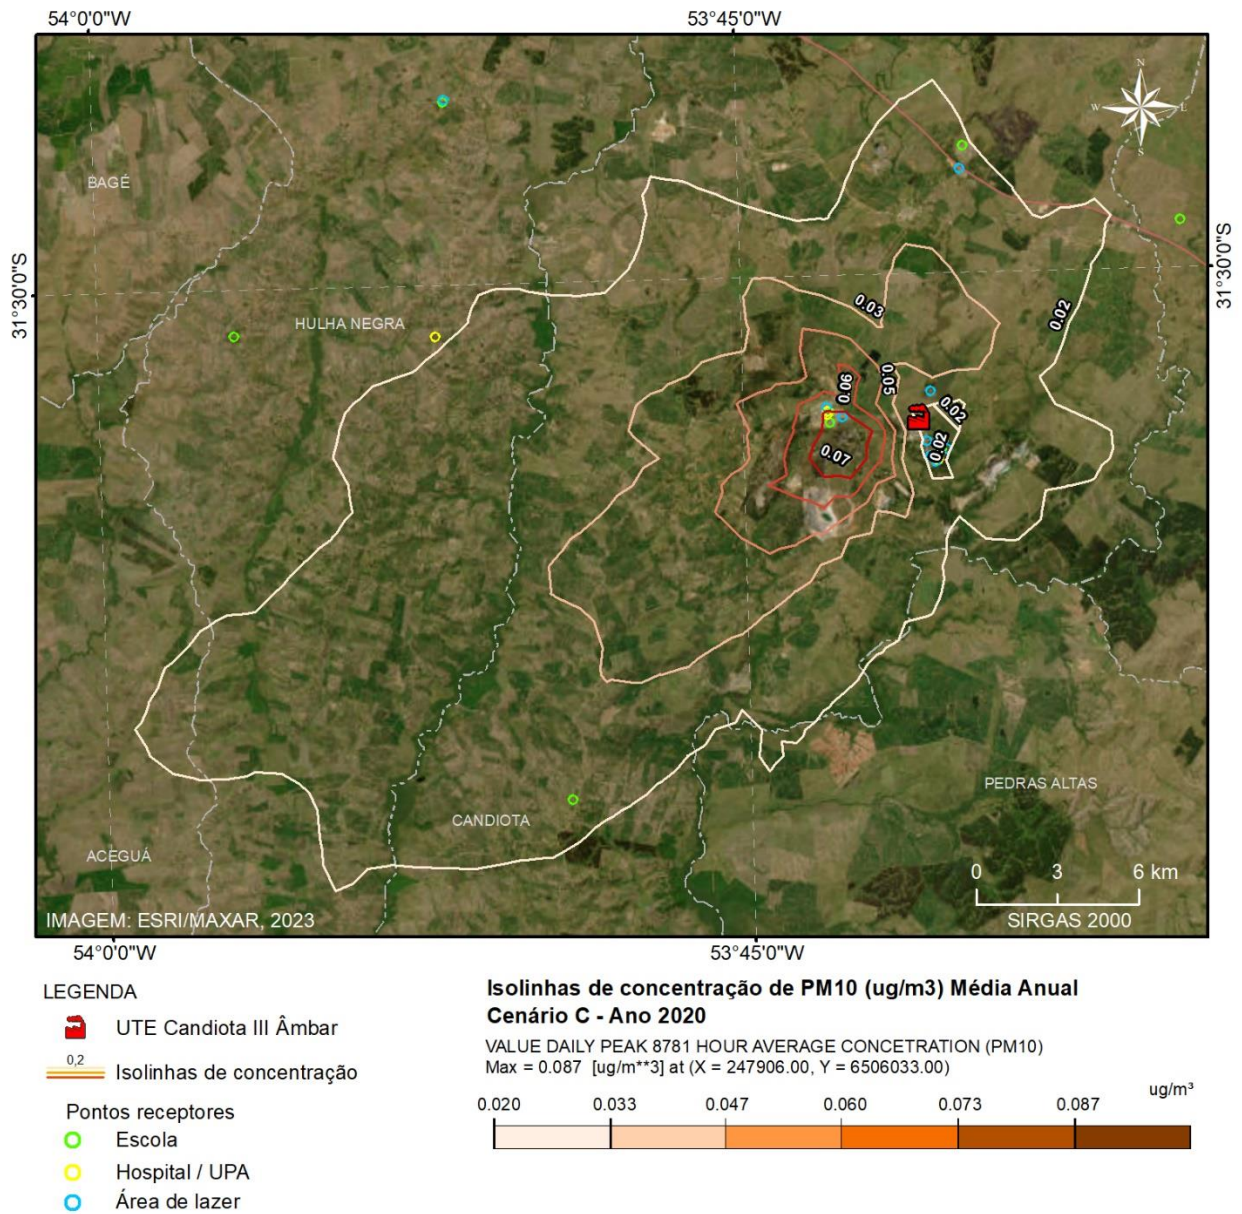 54°0'0"W 53°45'0"W
N
W E
S
BAGÉ
31°30'0"S 31°30'0"S
HULHA NEGRA
0.03
0.02
0.05
0.06
0.02
0.02
0.07
PEDRAS ALTAS
CANDIOTA
ACEGUÁ
0 3 6 km
IMAGEM: ESRI/MAXAR, 2023
SIRGAS 2000
54°0'0"W 53°45'0"W
LEGENDA
UTE Candiota III Âmbar
0,2
Isolinhas de concentração
Pontos receptores
Escola
Hospital / UPA
Área de lazer
Isolinhas de concentração de PM10 (ug/m3) Média Anual
Cenário C - Ano 2020
VALUE DAILY PEAK 8781 HOUR AVERAGE CONCETRATION (PM10)
Max = 0.087 [ug/m**3] at (X = 247906.00, Y = 6506033.00)
ug/m³
0.020 0.033 0.047 0.060 0.073 0.087